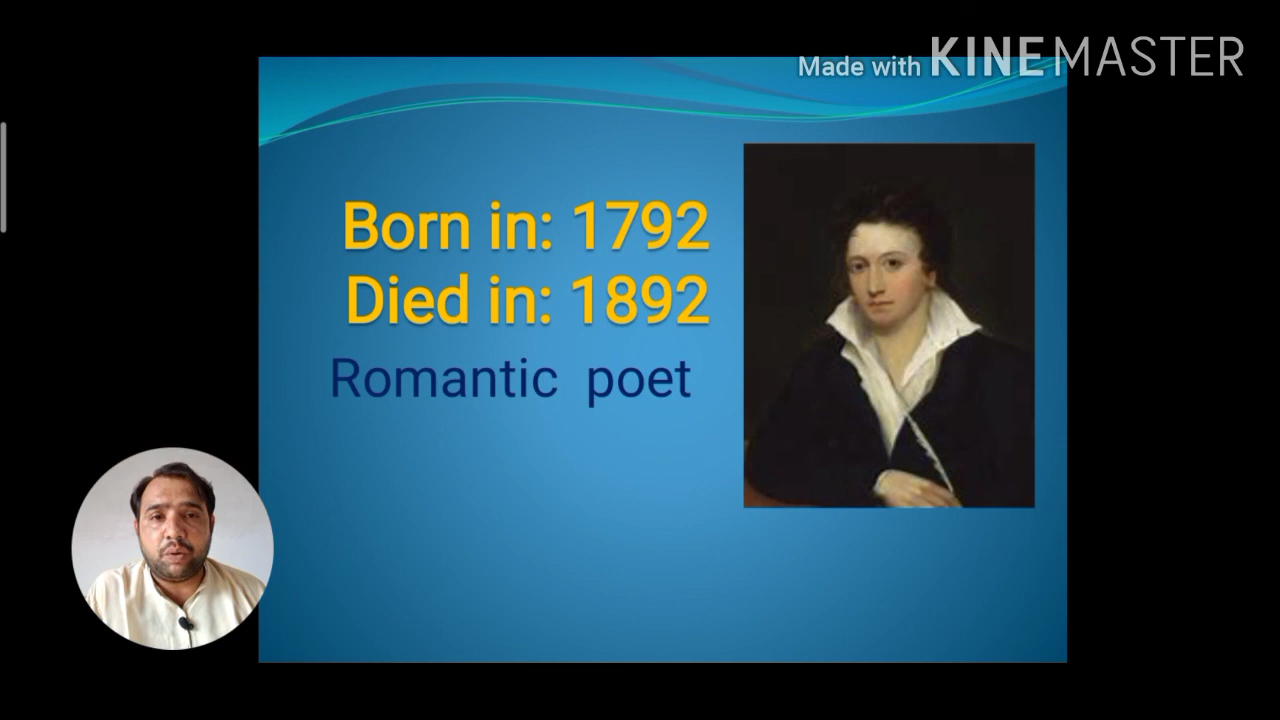 Made with KINEMASTER
Born in: 1792
Died in: 1892
Romantic poet